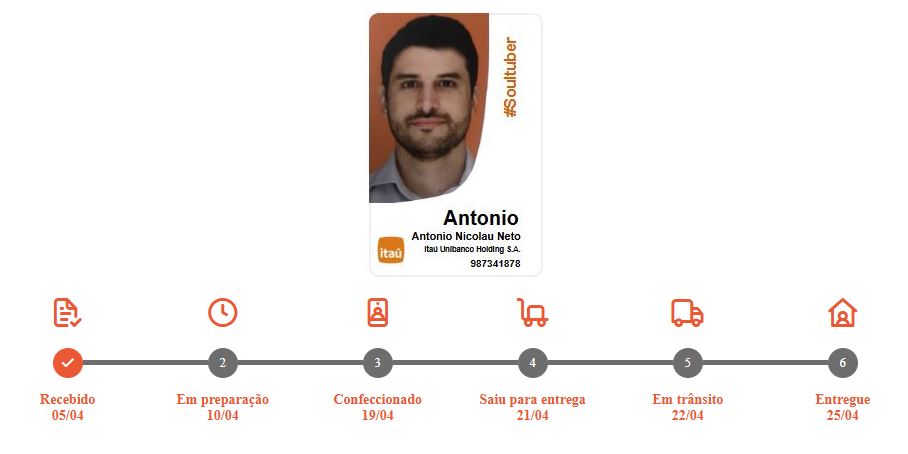 #Soultuber
Antonio
Antonio Nicolau Neto
itaú
Itaú Unibanco Holding S.A.
987341878
2
3
4
5
6
Recebido
05/04
Em preparação
10/04
Confeccionado
19/04
Saiu para entrega
21/04
Em trânsito
22/04
Entregue
25/04